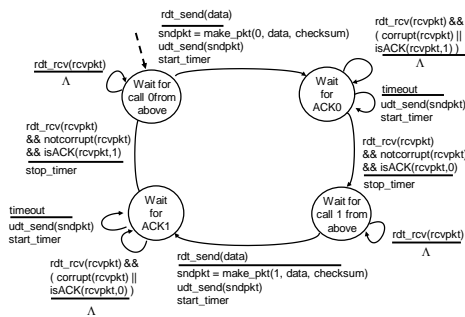 rdt_send(data)
sndpkt = make_pkt(0, data, checksum)
udt_send(sndpkt)
start_timer
rdt_rcv(rcvpkt) &&
( corrupt(rcvpkt) ||
isACK(rcvpkt,1) )
Λ
rdt_rcv(rcvpkt)
Λ
Wait for
call 0from
above
Wait
for
ACK0
timeout
udt_send(sndpkt)
start_timer
rdt_rcv(rcvpkt)
&& notcorrupt(rcvpkt)
&& isACK(rcvpkt,1)
stop_timer
rdt_rcv(rcvpkt)
&& notcorrupt(rcvpkt)
&& isACK(rcvpkt,0)
stop_timer
timeout
udt_send(sndpkt)
start_timer
Wait
for
ACK1
Wait for
call 1 from
above
rdt_rcv(rcvpkt)
Λ
rdt_rcv(rcvpkt) &&
( corrupt(rcvpkt) ||
isACK(rcvpkt,0) )
Λ
rdt_send(data)
sndpkt = make_pkt(1, data, checksum)
udt_send(sndpkt)
start_timer